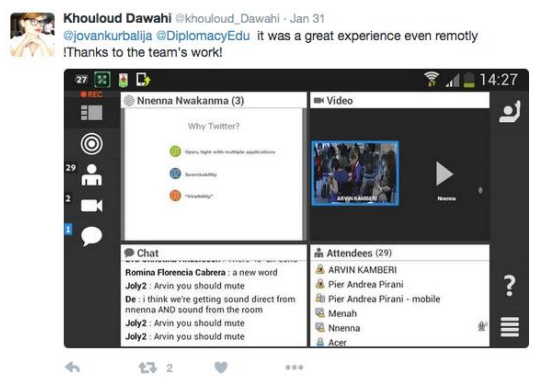 Khouloud Dawahi @khouloud_Dawahi · Jan 31
@jovankurbalija @DiplomacyEdu it was a great experience even remotly
!Thanks to the team's work!
27
14:27
REC
Nnenna Nwakanma (3)
Why Twitter?
Open, light with multiple applications
Searchability
"Virability"
Video
ARVIN KAMBERI
Nnenna
29
2
1
Chat
Romina Florencia Cabrera : a new word
Joly2 : Arvin you should mute
De : i think we're getting sound direct from
nnenna AND sound from the room
Joly2 : Arvin you should mute
Joly2 : Arvin you should mute
Attendees (29)
ARVIN KAMBERI
Pier Andrea Pirani
Pier Andrea Pirani - mobile
Menah
Nnenna
Acer
?
2